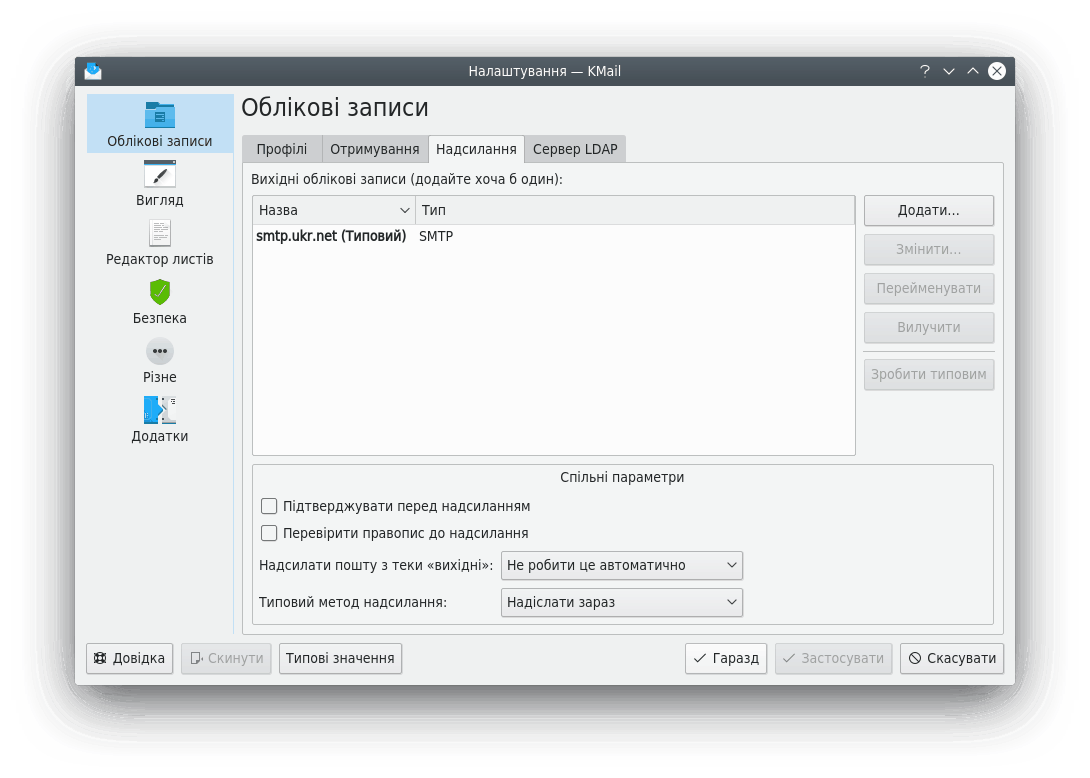 Налаштування — KMail
Облікові записи
Вигляд
Редактор листів
Безпека
Різне
Додатки
Облікові записи
Профілі Отримування Надсилання Сервер LDAP
Вихідні облікові записи (додайте хоча б один):
Назва Тип
smtp.ukr.net (Типовий) SMTP
Додати...
Змінити...
Перейменувати
Вилучити
Зробити типовим
Спільні параметри
Підтверджувати перед надсиланням
Перевірити правопис до надсилання
Надсилати пошту з теки «вихідні»: Не робити це автоматично
Типовий метод надсилання: Надіслати зараз
Довідка Скинути Типові значення Гаразд Застосувати Скасувати